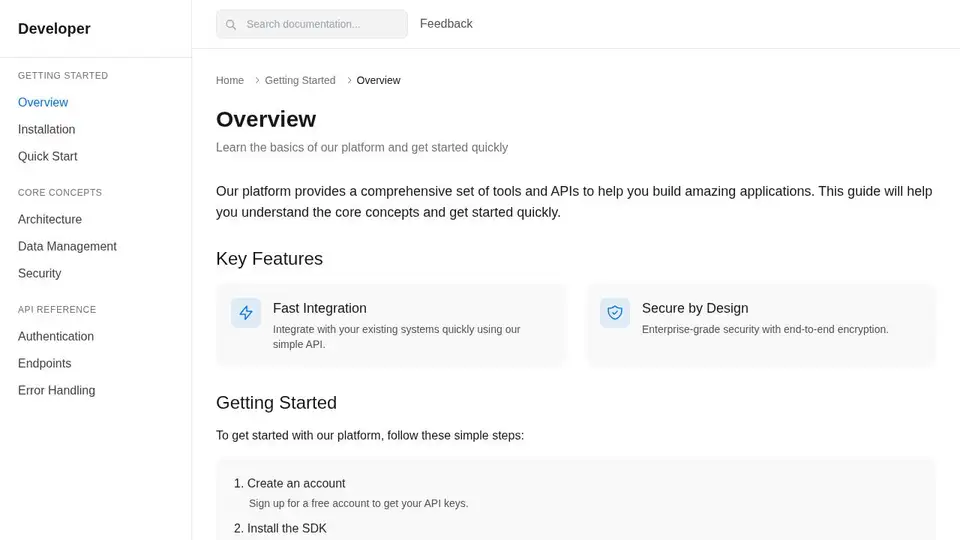 Developer
GETTING STARTED
Overview
Installation
Quick Start
CORE CONCEPTS
Architecture
Data Management
Security
API REFERENCE
Authentication
Endpoints
Error Handling
Search documentation...
Feedback
Home
Getting Started
Overview
Overview
Learn the basics of our platform and get started quickly
Our platform provides a comprehensive set of tools and APIs to help you build amazing applications. This guide will help
you understand the core concepts and get started quickly.
Key Features
Fast Integration
Integrate with your existing systems quickly using our
simple API.
Secure by Design
Enterprise-grade security with end-to-end encryption.
Getting Started
To get started with our platform, follow these simple steps:
1. Create an account
Sign up for a free account to get your API keys.
2. Install the SDK